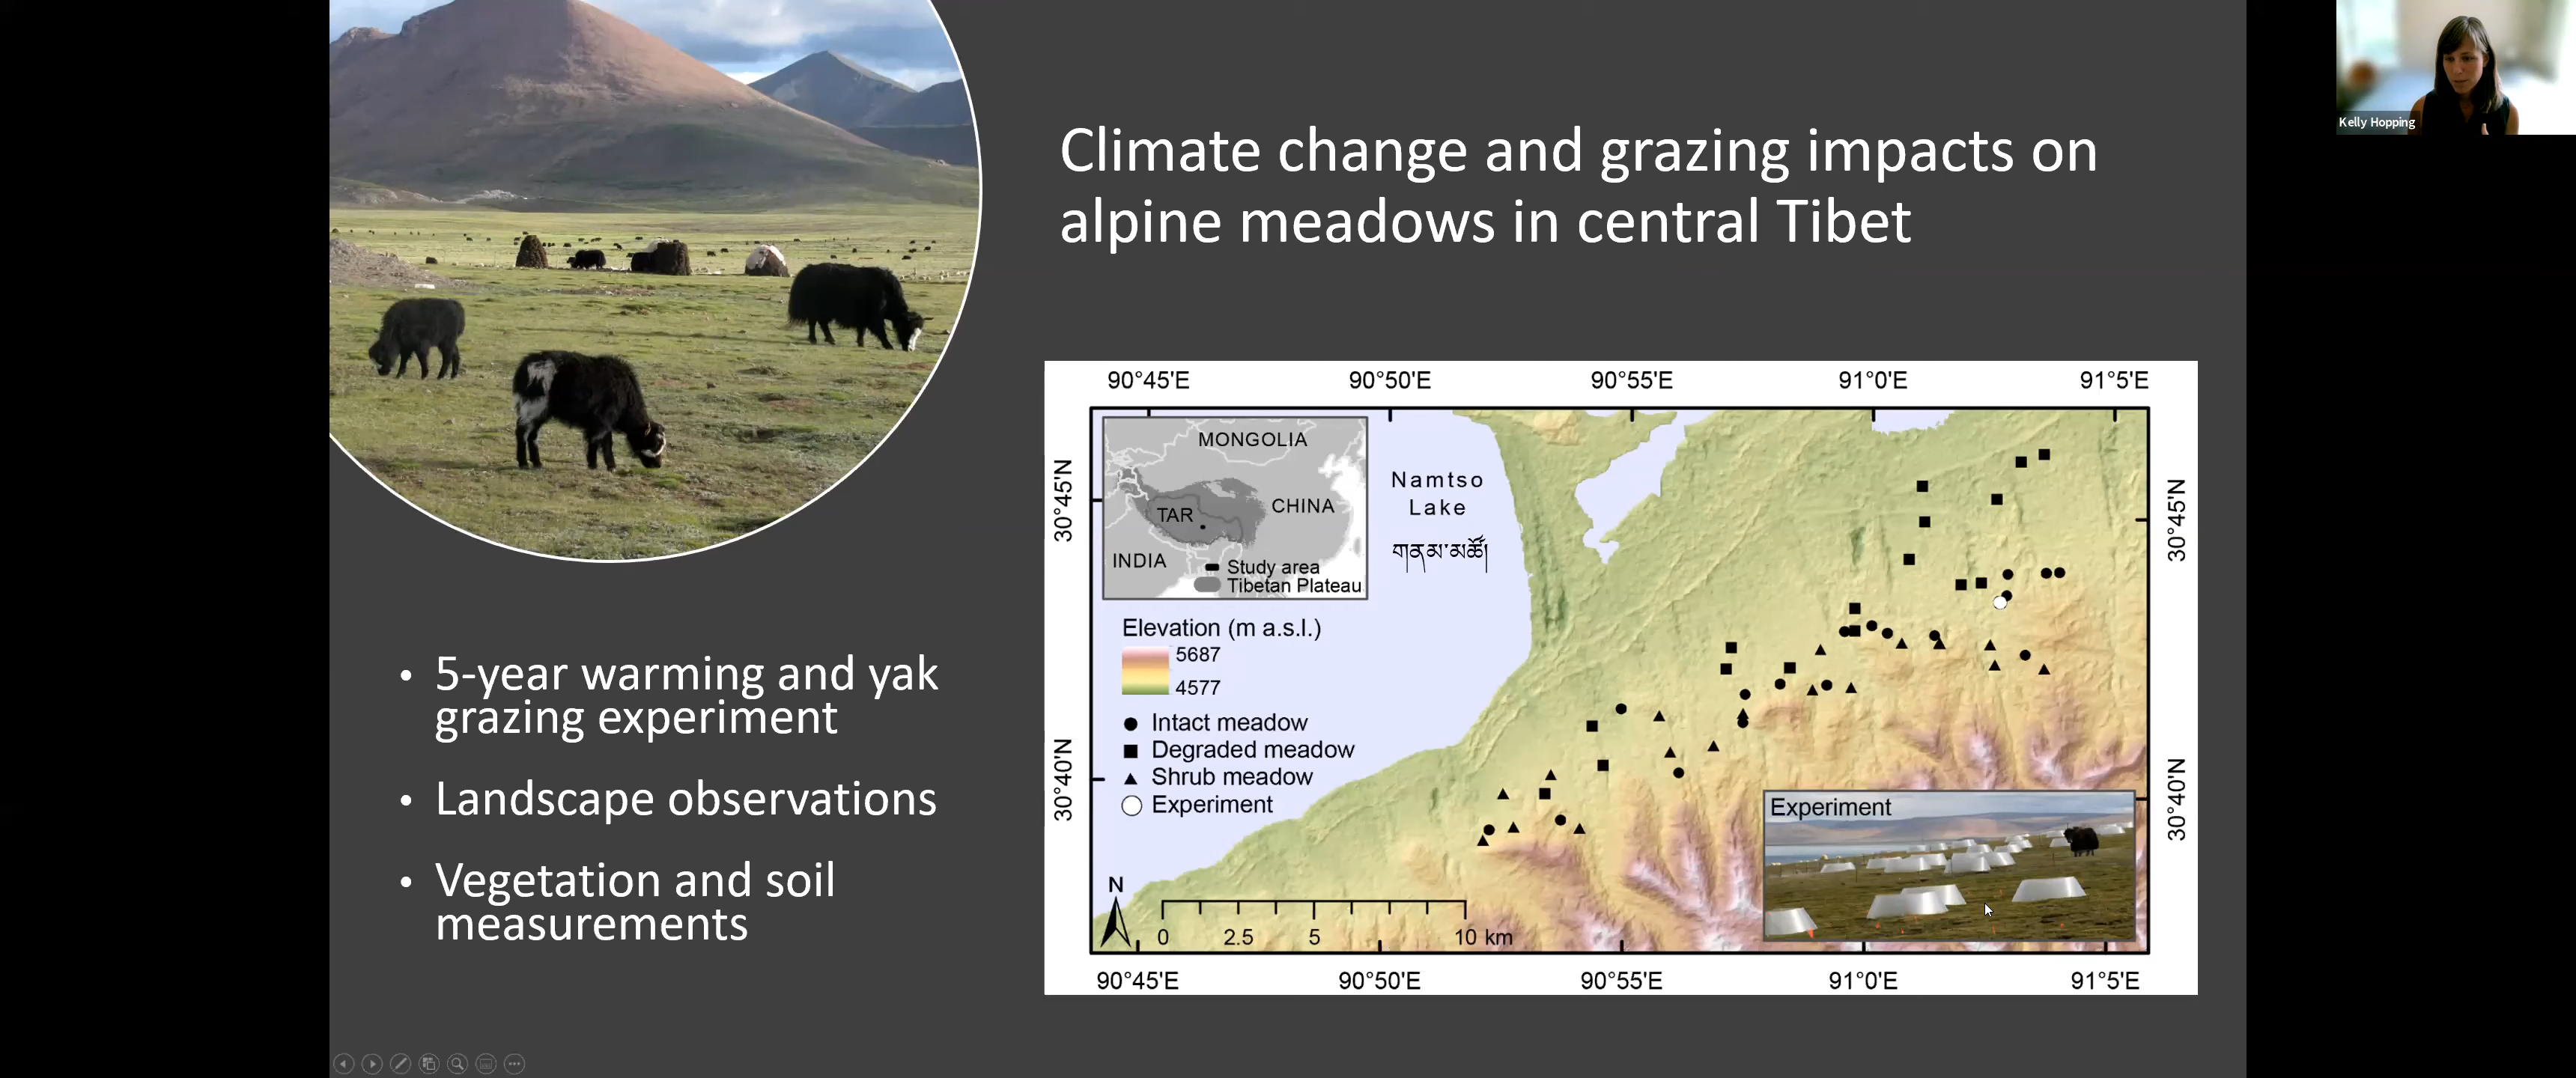 Climate change and grazing impacts on
alpine meadows in central Tibet
Kelly Hopping
• 5-year warming and yak
grazing experiment
• Landscape observations
• Vegetation and soil
measurements
90°45'E 90°50'E 90°55'E 91°0'E 91°5'E
30°45'N
30°40'N
MONGOLIA
CHINA
TAR
INDIA
Study area
Tibetan Plateau
Namtso
Lake
གནམ་མཚོ།
Elevation (m a.s.l.)
5687
4577
Intact meadow
Degraded meadow
Shrub meadow
Experiment
N
0 2.5 5 10 km
Experiment
30°45'N
30°40'N
90°45'E 90°50'E 90°55'E 91°0'E 91°5'E